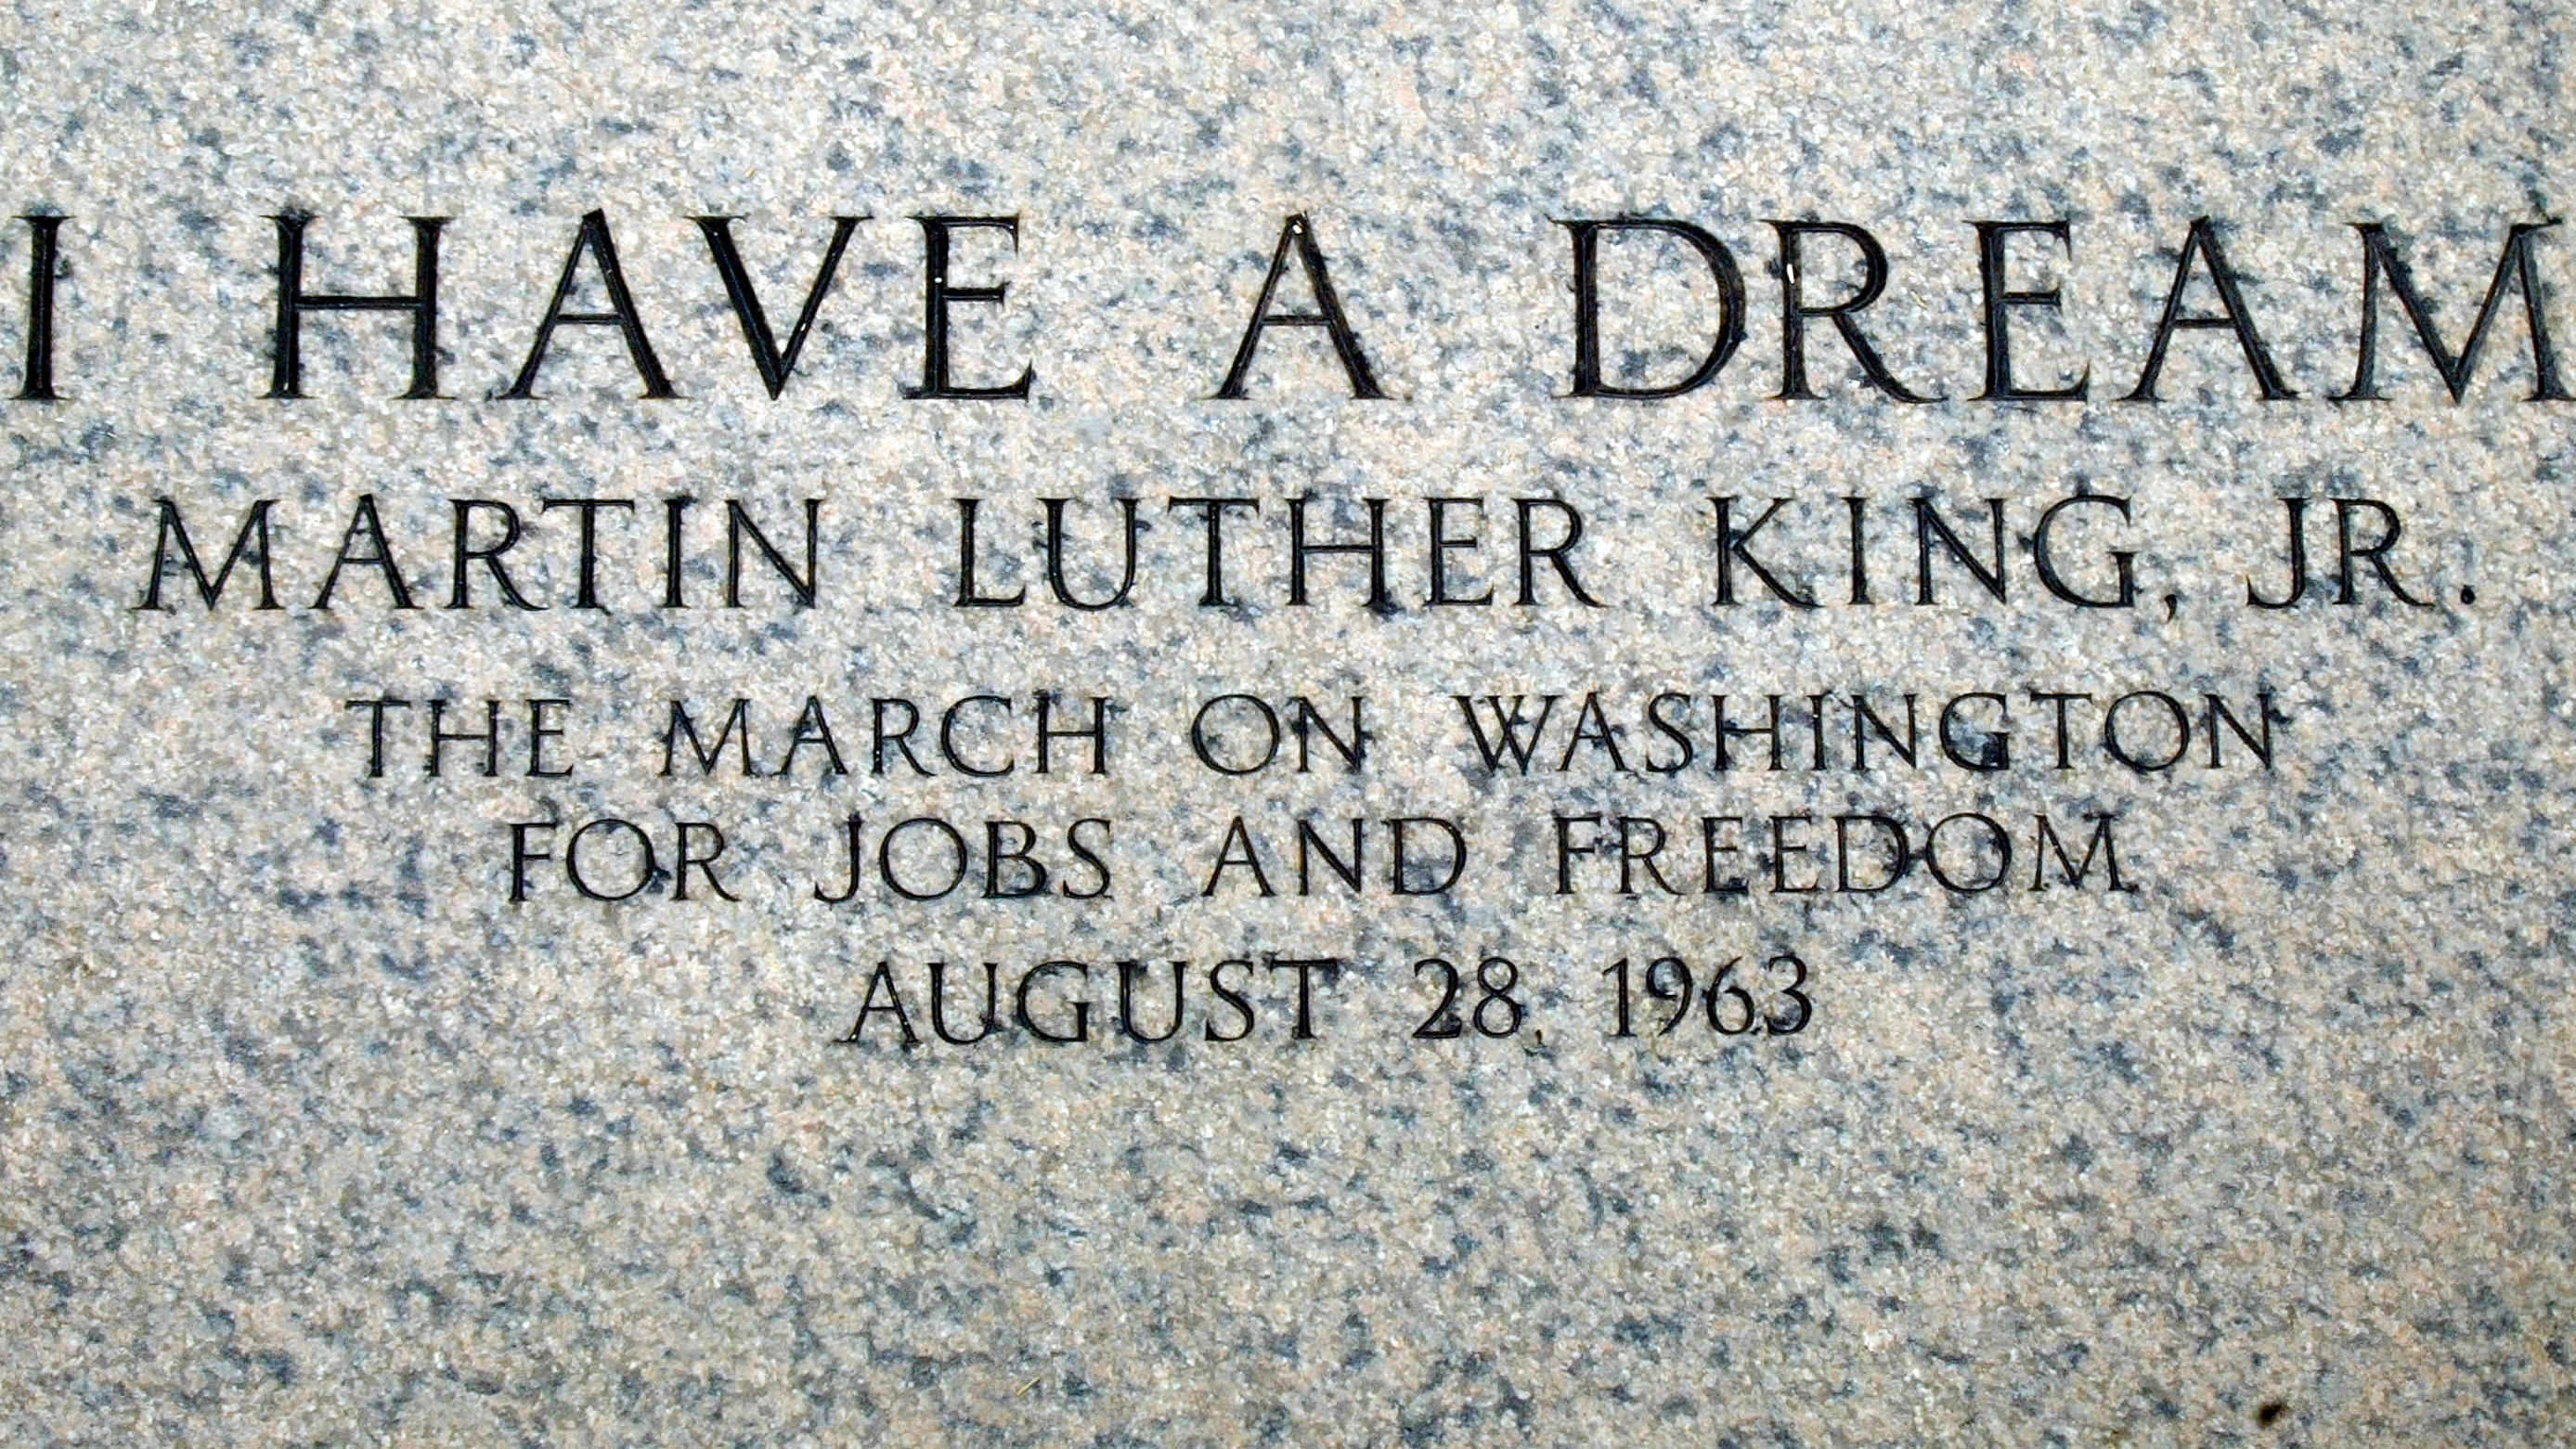 I HAVE A DREAM
MARTIN LUTHER KING, JR.
THE MARCH ON WASHINGTON
FOR JOBS AND FREEDOM
AUGUST 28, 1963